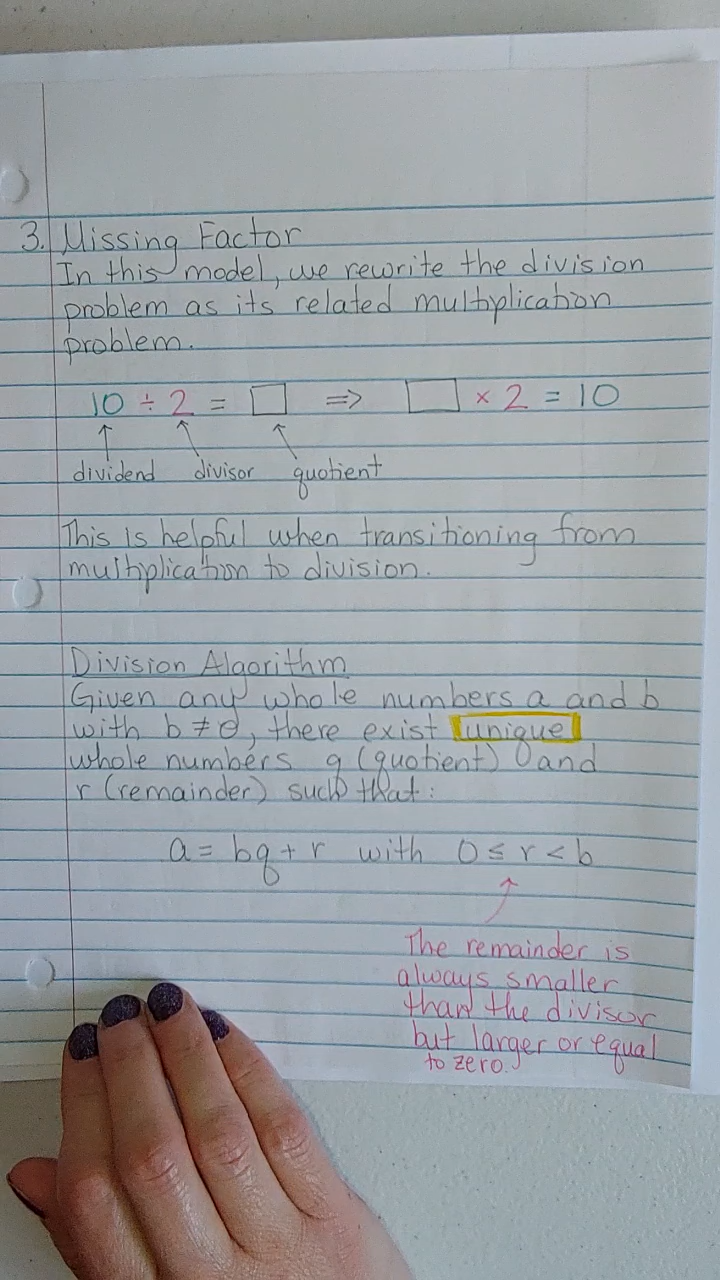 3. Missing Factor
In this model, we rewrite the division
problem as its related multiplication
problem.
10 ÷ 2 = □ ⇒ □ × 2 = 10
dividend divisor quotient
This is helpful when transitioning from
multiplication to division.
Division Algorithm
Given any whole numbers a and b
with b ≠ 0, there exist unique
whole numbers q (quotient) and
r (remainder) such that:
a = bq + r with 0 ≤ r < b
The remainder is
always smaller
than the divisor
but larger or equal
to zero.